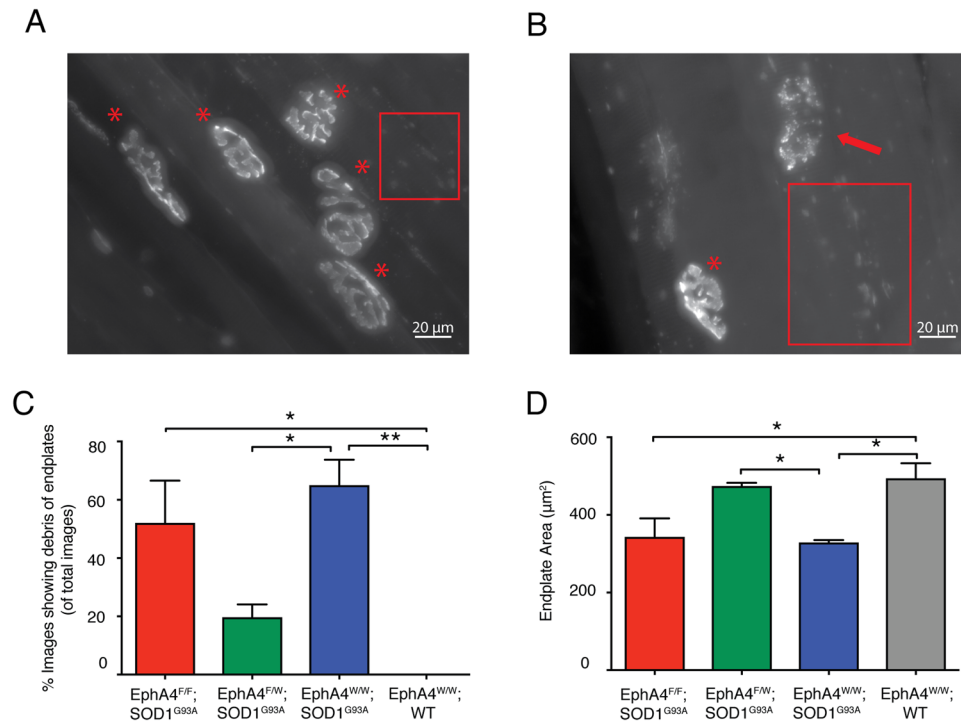 A
B
*
*
*
*
*
20 µm
*
20 µm
C
D
% Images showing debris of endplates
(of total images)
80
60
40
20
0
*
*
**
EphA4F/F;
SOD1G93A
EphA4F/W;
SOD1G93A
EphA4W/W;
SOD1G93A
EphA4W/W;
WT
Endplate Area (µm²)
600
400
200
0
*
*
*
EphA4F/F;
SOD1G93A
EphA4F/W;
SOD1G93A
EphA4W/W;
SOD1G93A
EphA4W/W;
WT